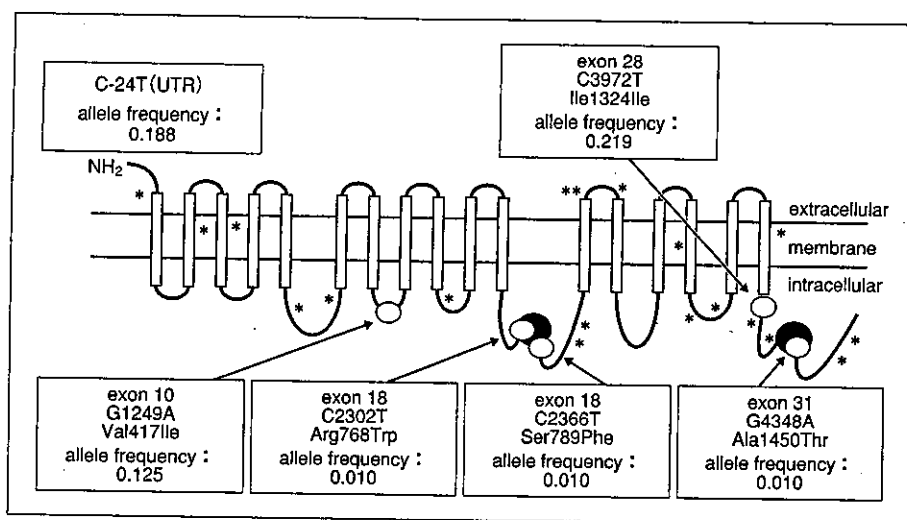 C-24T(UTR)
allele frequency :
0.188
exon 28
C3972T
Ile1324Ile
allele frequency :
0.219
NH₂
*
*
*
*
*
*
**
*
*
*
extracellular
membrane
intracellular
*
*
*
*
*
*
*
*
*
exon 10
G1249A
Val417Ile
allele frequency :
0.125
exon 18
C2302T
Arg768Trp
allele frequency :
0.010
exon 18
C2366T
Ser789Phe
allele frequency :
0.010
exon 31
G4348A
Ala1450Thr
allele frequency :
0.010